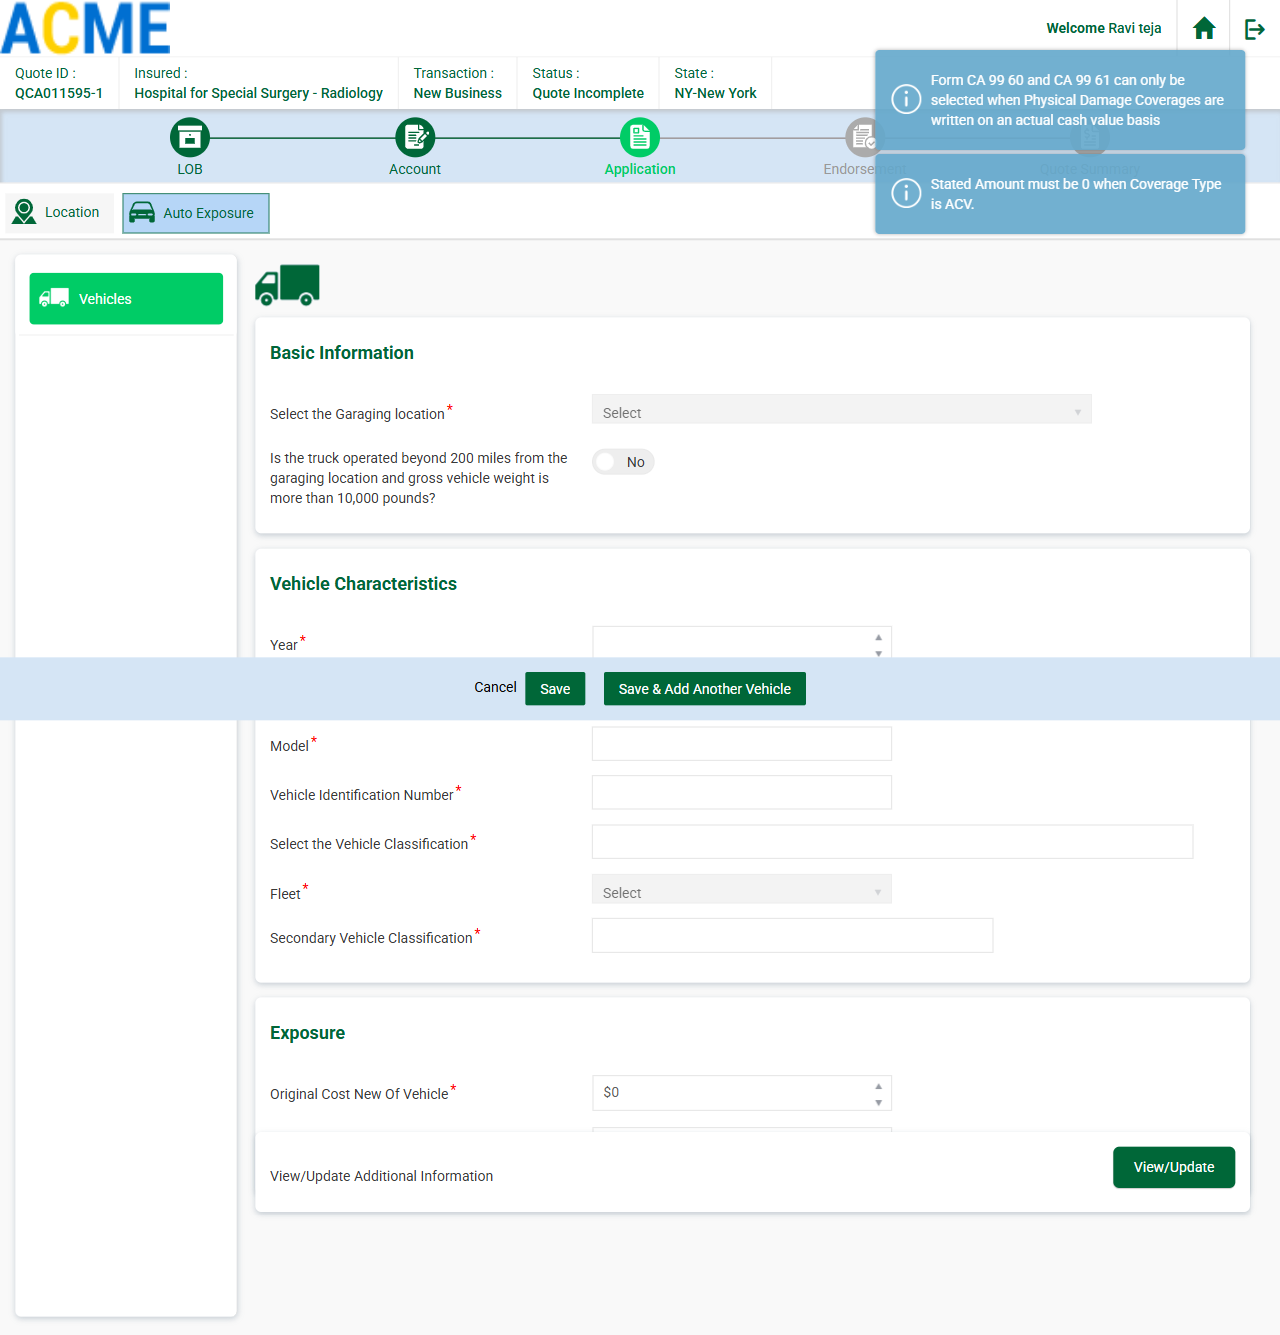 ACME
Welcome Ravi teja
Quote ID :
QCA011595-1
Insured :
Hospital for Special Surgery - Radiology
Transaction :
New Business
Status :
Quote Incomplete
State :
NY-New York
Form CA 99 60 and CA 99 61 can only be
selected when Physical Damage Coverages are
written on an actual cash value basis
LOB
Account
Application
Endorsement
Quote Summary
Stated Amount must be 0 when Coverage Type
is ACV.
Location
Auto Exposure
Vehicles
Basic Information
Select the Garaging location*
Select
Is the truck operated beyond 200 miles from the
garaging location and gross vehicle weight is
more than 10,000 pounds?
No
Vehicle Characteristics
Year*
Cancel
Save
Save & Add Another Vehicle
Model*
Vehicle Identification Number*
Select the Vehicle Classification*
Fleet*
Select
Secondary Vehicle Classification*
Exposure
Original Cost New Of Vehicle*
$0
View/Update Additional Information
View/Update